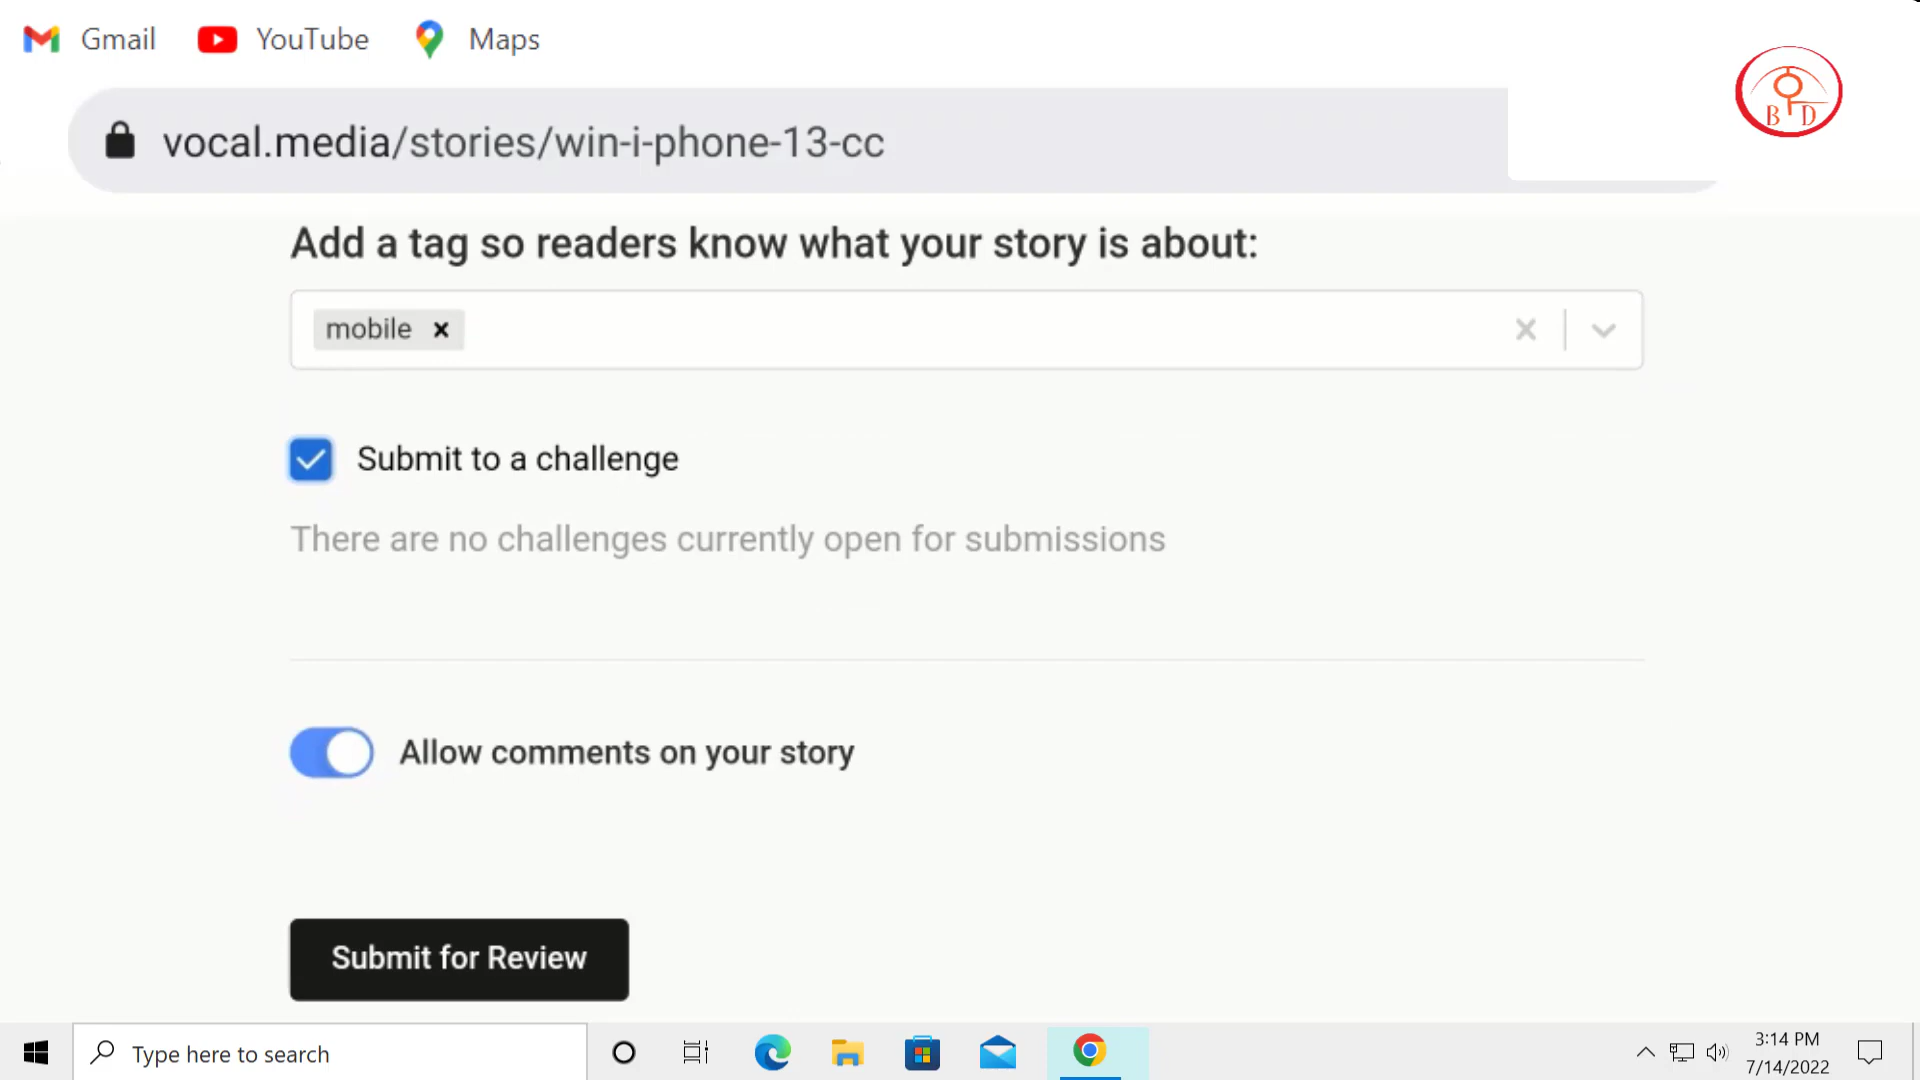 Gmail YouTube Maps
B D
vocal.media/stories/win-i-phone-13-cc
Add a tag so readers know what your story is about:
mobile
Submit to a challenge
There are no challenges currently open for submissions
Allow comments on your story
Submit for Review
Type here to search
3:14 PM
7/14/2022